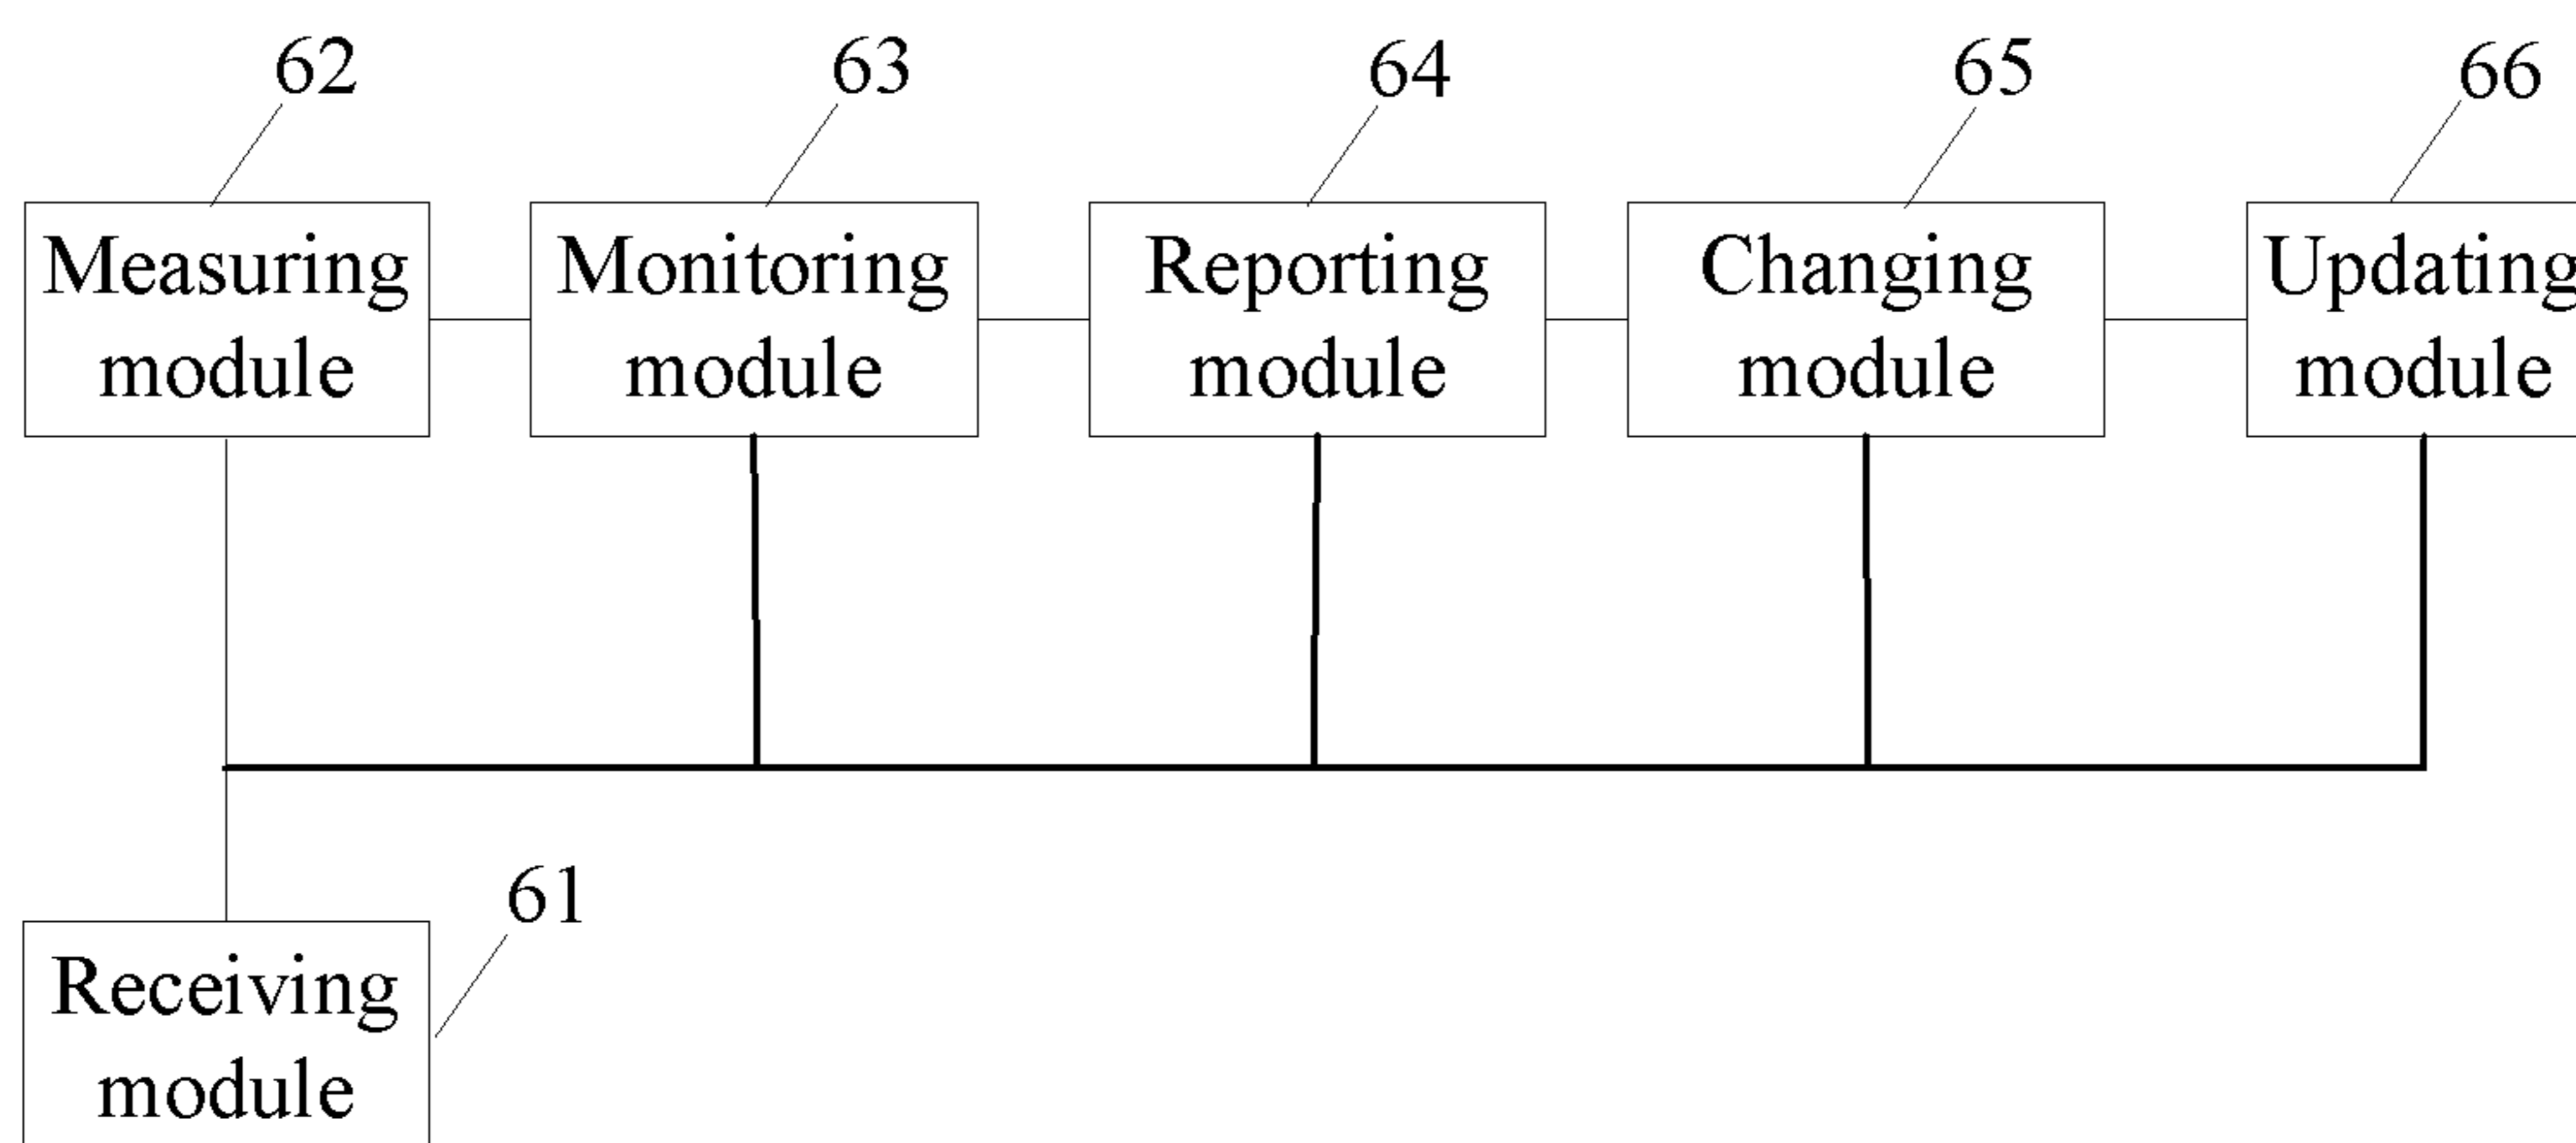 62
63
64
65
66
Measuring
module
Monitoring
module
Reporting
module
Changing
module
Updating
module
61
Receiving
module